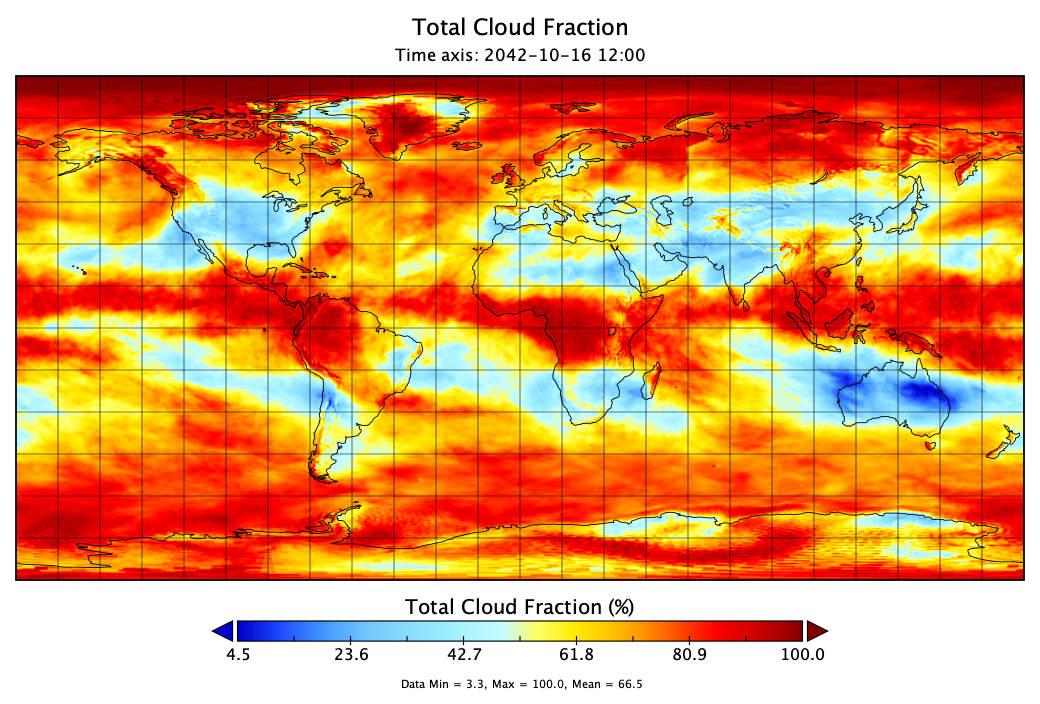 Total Cloud Fraction
Time axis: 2042-10-16 12:00
Total Cloud Fraction (%)
4.5 23.6 42.7 61.8 80.9 100.0
Data Min = 3.3, Max = 100.0, Mean = 66.5